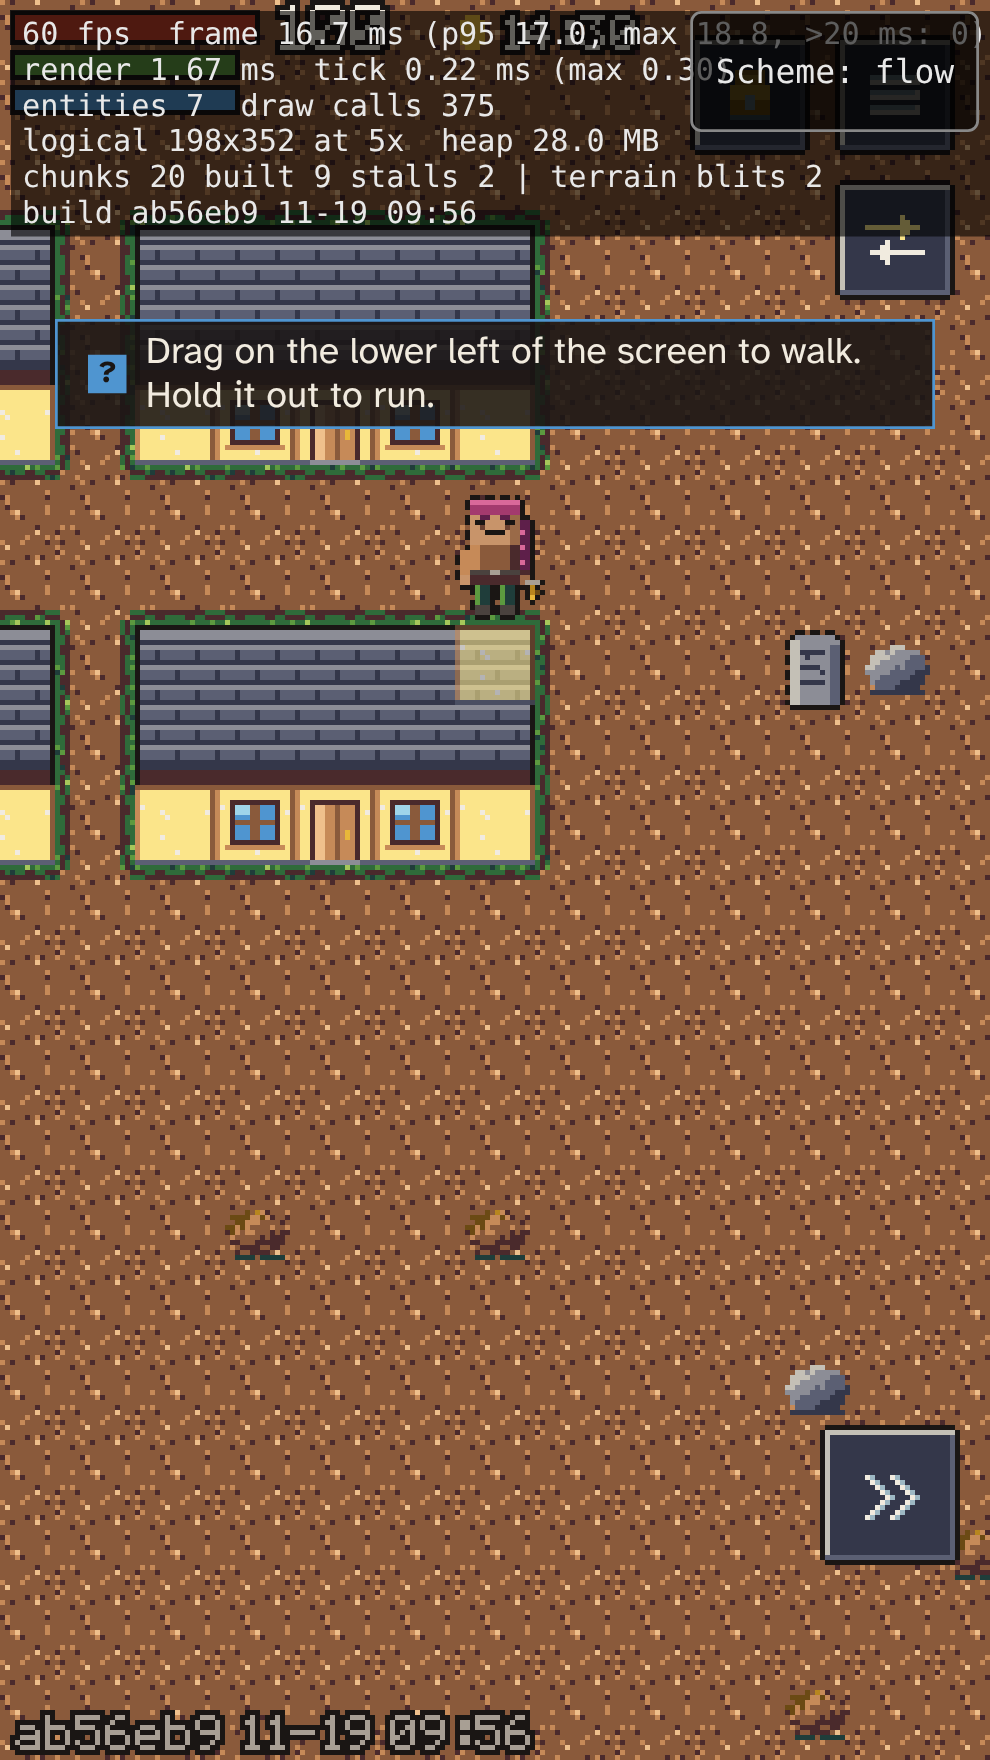 60 fps  frame 16.7 ms (p95 17.0, max 18.8, >20 ms: 0)
render 1.67 ms  tick 0.22 ms (max 0.30)
Scheme: flow
entities 7  draw calls 375
logical 198x352 at 5x  heap 28.0 MB
chunks 20 built 9 stalls 2 | terrain blits 2
build ab56eb9 11-19 09:56
? Drag on the lower left of the screen to walk.
Hold it out to run.
ab56eb9 11-19 09:56